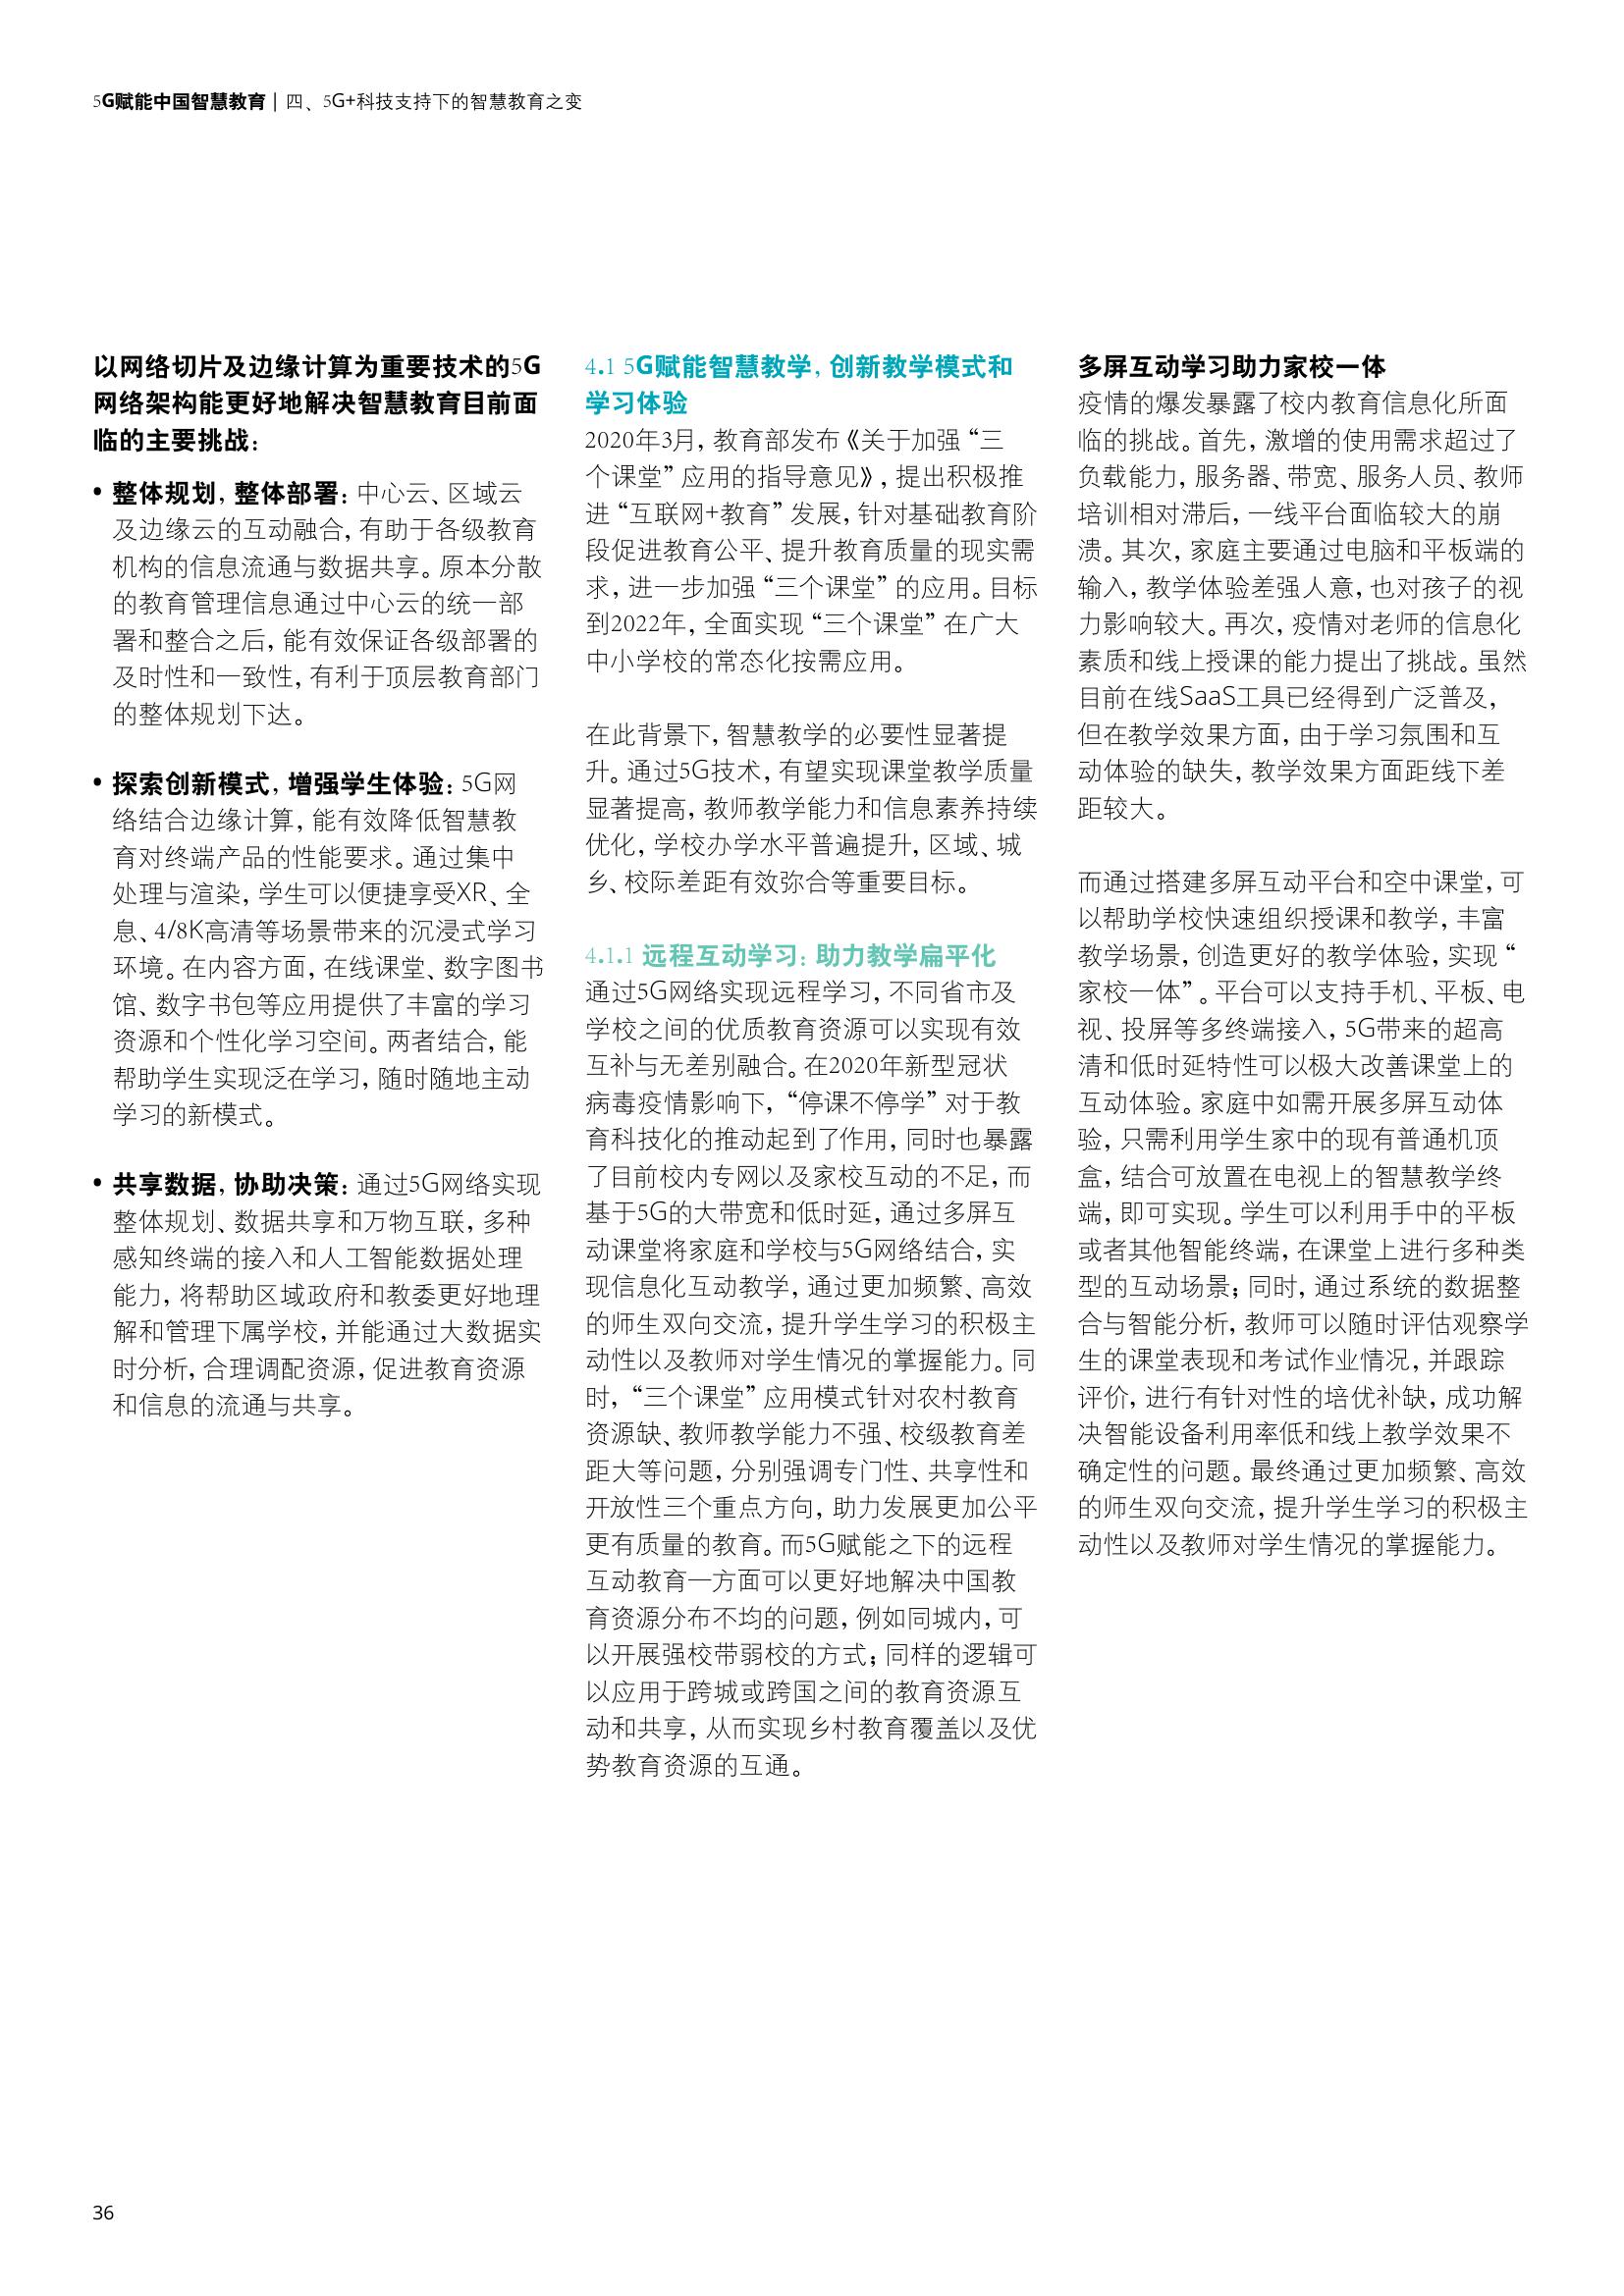 5G赋能中国智慧教育 | 四、5G+科技支持下的智慧教育之变
以网络切片及边缘计算为重要技术的5G
网络架构能更好地解决智慧教育目前面
临的主要挑战：
• 整体规划，整体部署：中心云、区域云
及边缘云的互动融合，有助于各级教育
机构的信息流通与数据共享。原本分散
的教育管理信息通过中心云的统一部
署和整合之后，能有效保证各级部署的
及时性和一致性，有利于顶层教育部门
的整体规划下达。
• 探索创新模式，增强学生体验：5G网
络结合边缘计算，能有效降低智慧教
育对终端产品的性能要求。通过集中
处理与渲染，学生可以便捷享受XR、全
息、4/8K高清等场景带来的沉浸式学习
环境。在内容方面，在线课堂、数字图书
馆、数字书包等应用提供了丰富的学习
资源和个性化学习空间。两者结合，能
帮助学生实现泛在学习，随时随地主动
学习的新模式。
• 共享数据，协助决策：通过5G网络实现
整体规划、数据共享和万物互联，多种
感知终端的接入和人工智能数据处理
能力，将帮助区域政府和教委更好地理
解和管理下属学校，并能通过大数据实
时分析，合理调配资源，促进教育资源
和信息的流通与共享。
4.1 5G赋能智慧教学，创新教学模式和
学习体验
2020年3月，教育部发布《关于加强“三
个课堂”应用的指导意见》，提出积极推
进“互联网+教育”发展，针对基础教育阶
段促进教育公平、提升教育质量的现实需
求，进一步加强“三个课堂”的应用。目标
到2022年，全面实现“三个课堂”在广大
中小学校的常态化按需应用。
在此背景下，智慧教学的必要性显著提
升。通过5G技术，有望实现课堂教学质量
显著提高，教师教学能力和信息素养持续
优化，学校办学水平普遍提升，区域、城
乡、校际差距有效弥合等重要目标。
4.1.1 远程互动学习：助力教学扁平化
通过5G网络实现远程学习，不同省市及
学校之间的优质教育资源可以实现有效
互补与无差别融合。在2020年新型冠状
病毒疫情影响下，“停课不停学”对于教
育科技化的推动起到了作用，同时也暴露
了目前校内专网以及家校互动的不足，而
基于5G的大带宽和低时延，通过多屏互
动课堂将家庭和学校与5G网络结合，实
现信息化互动教学，通过更加频繁、高效
的师生双向交流，提升学生学习的积极主
动性以及教师对学生情况的掌握能力。同
时，“三个课堂”应用模式针对农村教育
资源缺、教师教学能力不强、校级教育差
距大等问题，分别强调专门性、共享性和
开放性三个重点方向，助力发展更加公平
更有质量的教育。而5G赋能之下的远程
互动教育一方面可以更好地解决中国教
育资源分布不均的问题，例如同城内，可
以开展强校带弱校的方式；同样的逻辑可
以应用于跨城或跨国之间的教育资源互
动和共享，从而实现乡村教育覆盖以及优
势教育资源的互通。
多屏互动学习助力家校一体
疫情的爆发暴露了校内教育信息化所面
临的挑战。首先，激增的使用需求超过了
负载能力，服务器、带宽、服务人员、教师
培训相对滞后，一线平台面临较大的崩
溃。其次，家庭主要通过电脑和平板端的
输入，教学体验差强人意，也对孩子的视
力影响较大。再次，疫情对老师的信息化
素质和线上授课的能力提出了挑战。虽然
目前在线SaaS工具已经得到广泛普及，
但在教学效果方面，由于学习氛围和互
动体验的缺失，教学效果方面距线下差
距较大。
而通过搭建多屏互动平台和空中课堂，可
以帮助学校快速组织授课和教学，丰富
教学场景，创造更好的教学体验，实现“
家校一体”。平台可以支持手机、平板、电
视、投屏等多终端接入，5G带来的超高
清和低时延特性可以极大改善课堂上的
互动体验。家庭中如需开展多屏互动体
验，只需利用学生家中的现有普通机顶
盒，结合可放置在电视上的智慧教学终
端，即可实现。学生可以利用手中的平板
或者其他智能终端，在课堂上进行多种类
型的互动场景；同时，通过系统的数据整
合与智能分析，教师可以随时评估观察学
生的课堂表现和考试作业情况，并跟踪
评价，进行有针对性的培优补缺，成功解
决智能设备利用率低和线上教学效果不
确定性的问题。最终通过更加频繁、高效
的师生双向交流，提升学生学习的积极主
动性以及教师对学生情况的掌握能力。
36